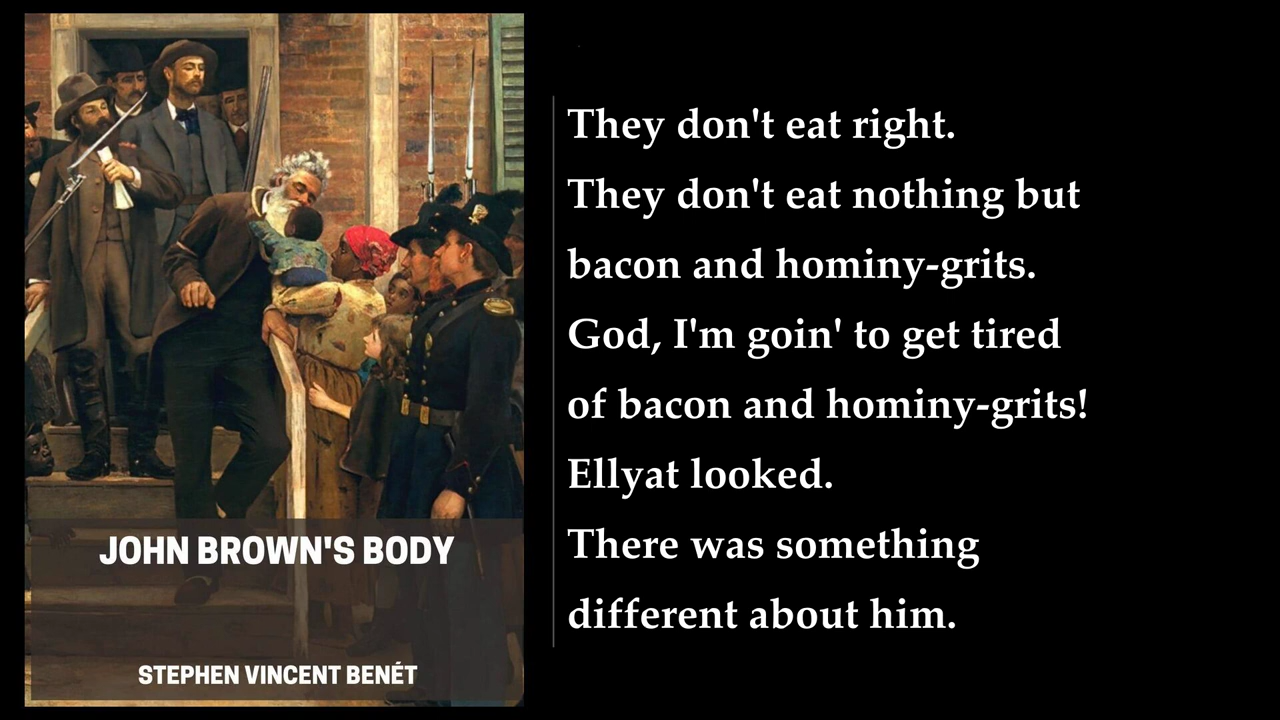 JOHN BROWN'S BODY
STEPHEN VINCENT BENÉT
They don't eat right.
They don't eat nothing but
bacon and hominy-grits.
God, I'm goin' to get tired
of bacon and hominy-grits!
Ellyat looked.
There was something
different about him.